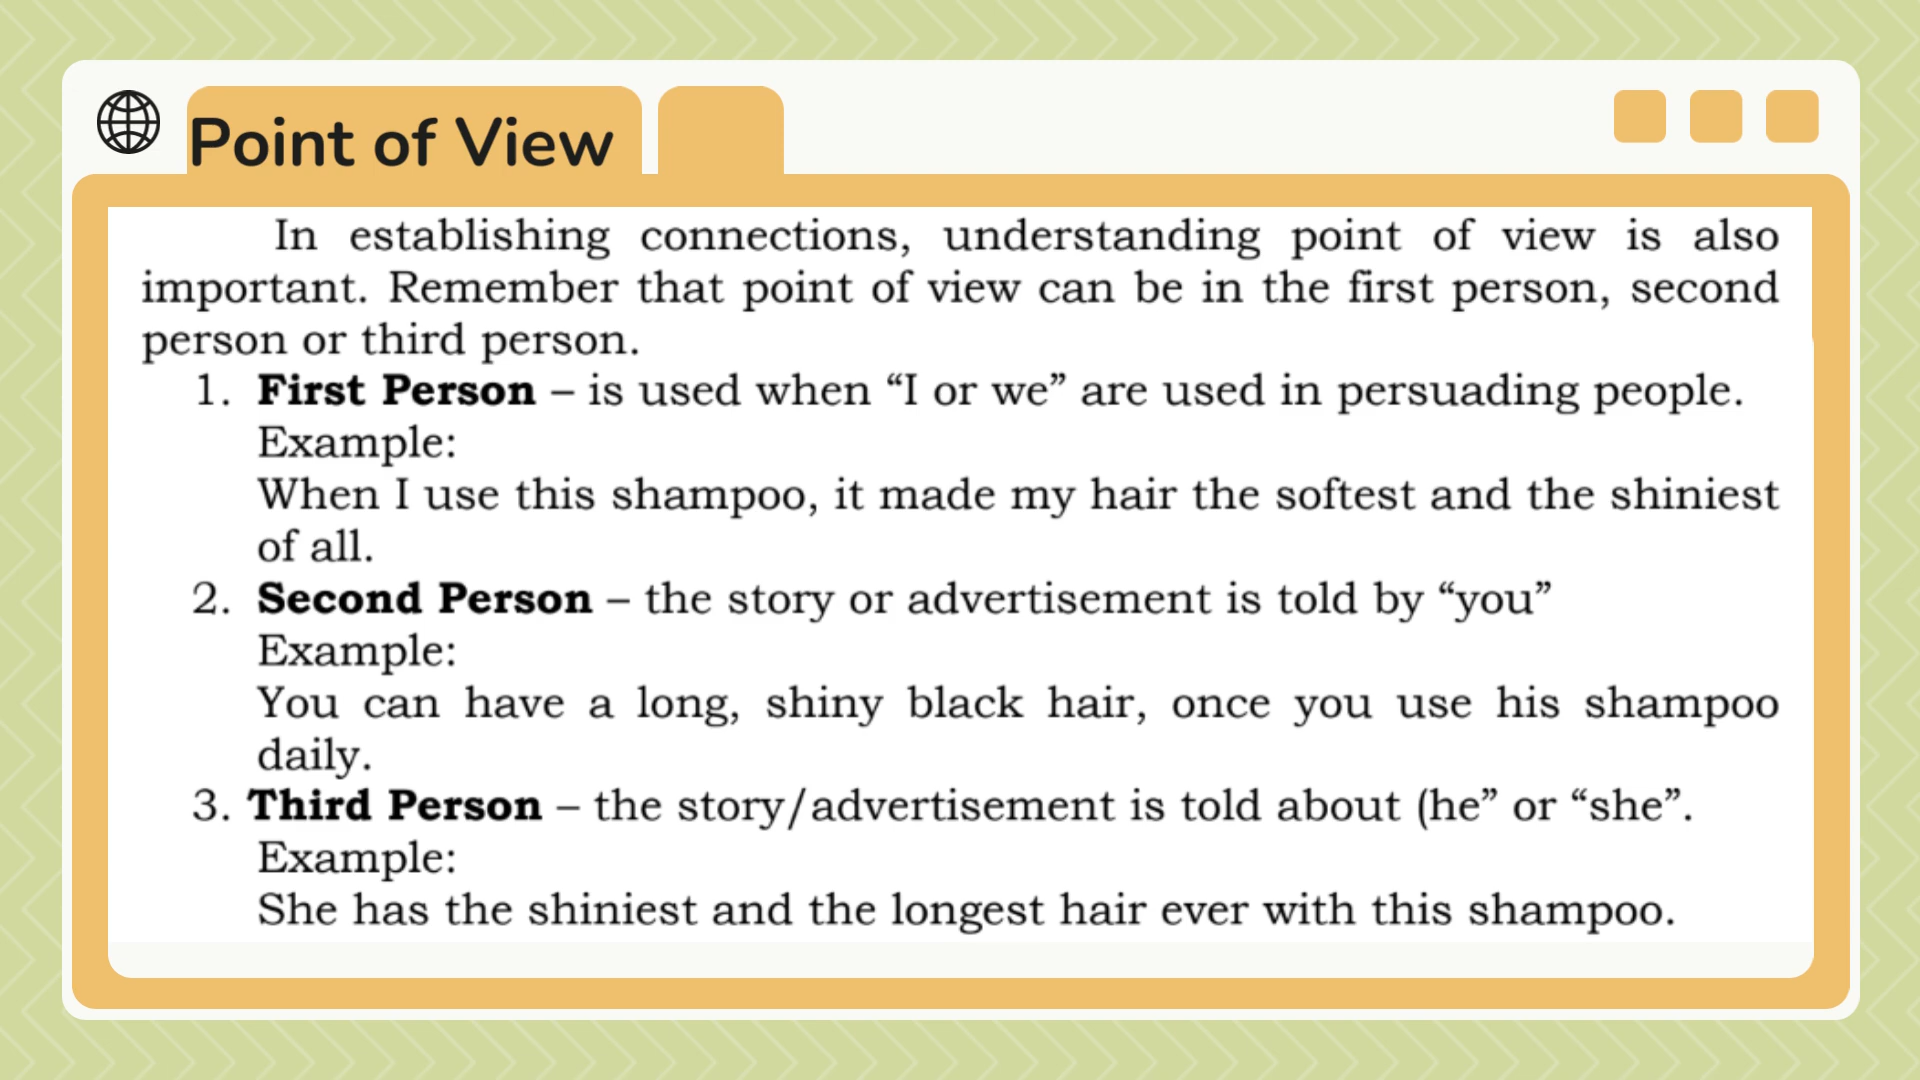 Point of View
In establishing connections, understanding point of view is also
important. Remember that point of view can be in the first person, second
person or third person.
1. First Person – is used when “I or we” are used in persuading people.
Example:
When I use this shampoo, it made my hair the softest and the shiniest
of all.
2. Second Person – the story or advertisement is told by “you”
Example:
You can have a long, shiny black hair, once you use his shampoo
daily.
3. Third Person – the story/advertisement is told about (he” or “she”.
Example:
She has the shiniest and the longest hair ever with this shampoo.